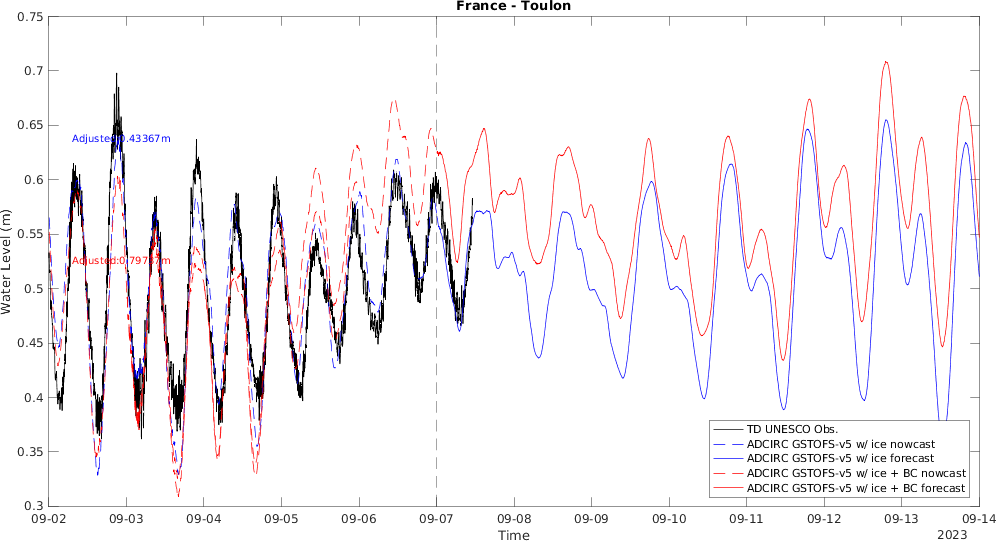 France - Toulon
Water Level (m)
0.75
0.7
0.65
0.6
0.55
0.5
0.45
0.4
0.35
0.3
Adjusted:0.43367m
TD UNESCO Obs.
ADCIRC GSTOFS-v5 w/ ice nowcast
ADCIRC GSTOFS-v5 w/ ice forecast
ADCIRC GSTOFS-v5 w/ ice + BC nowcast
ADCIRC GSTOFS-v5 w/ ice + BC forecast
09-02 09-03 09-04 09-05 09-06 09-07 09-08 09-09 09-10 09-11 09-12 09-13 09-14
Time
2023